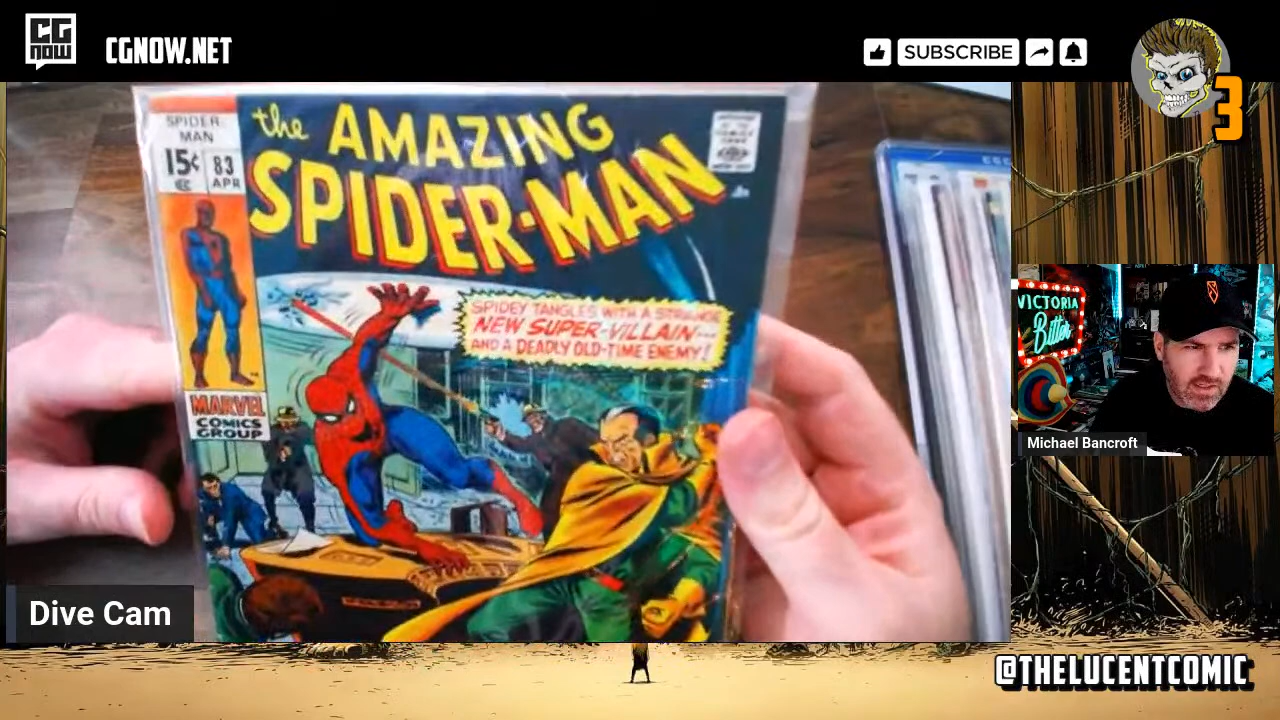 CG
NOW
CGNOW.NET
SUBSCRIBE
3
SPIDER-
MAN
15¢
83
APR
the AMAZING
SPIDER-MAN
SPIDEY TANGLES WITH A STRANGE
NEW SUPER-VILLAIN...
AND A DEADLY OLD-TIME ENEMY!
MARVEL
COMICS
GROUP
VICTORIA
Bitter
Michael Bancroft
Dive Cam
@THELUCENTCOMIC